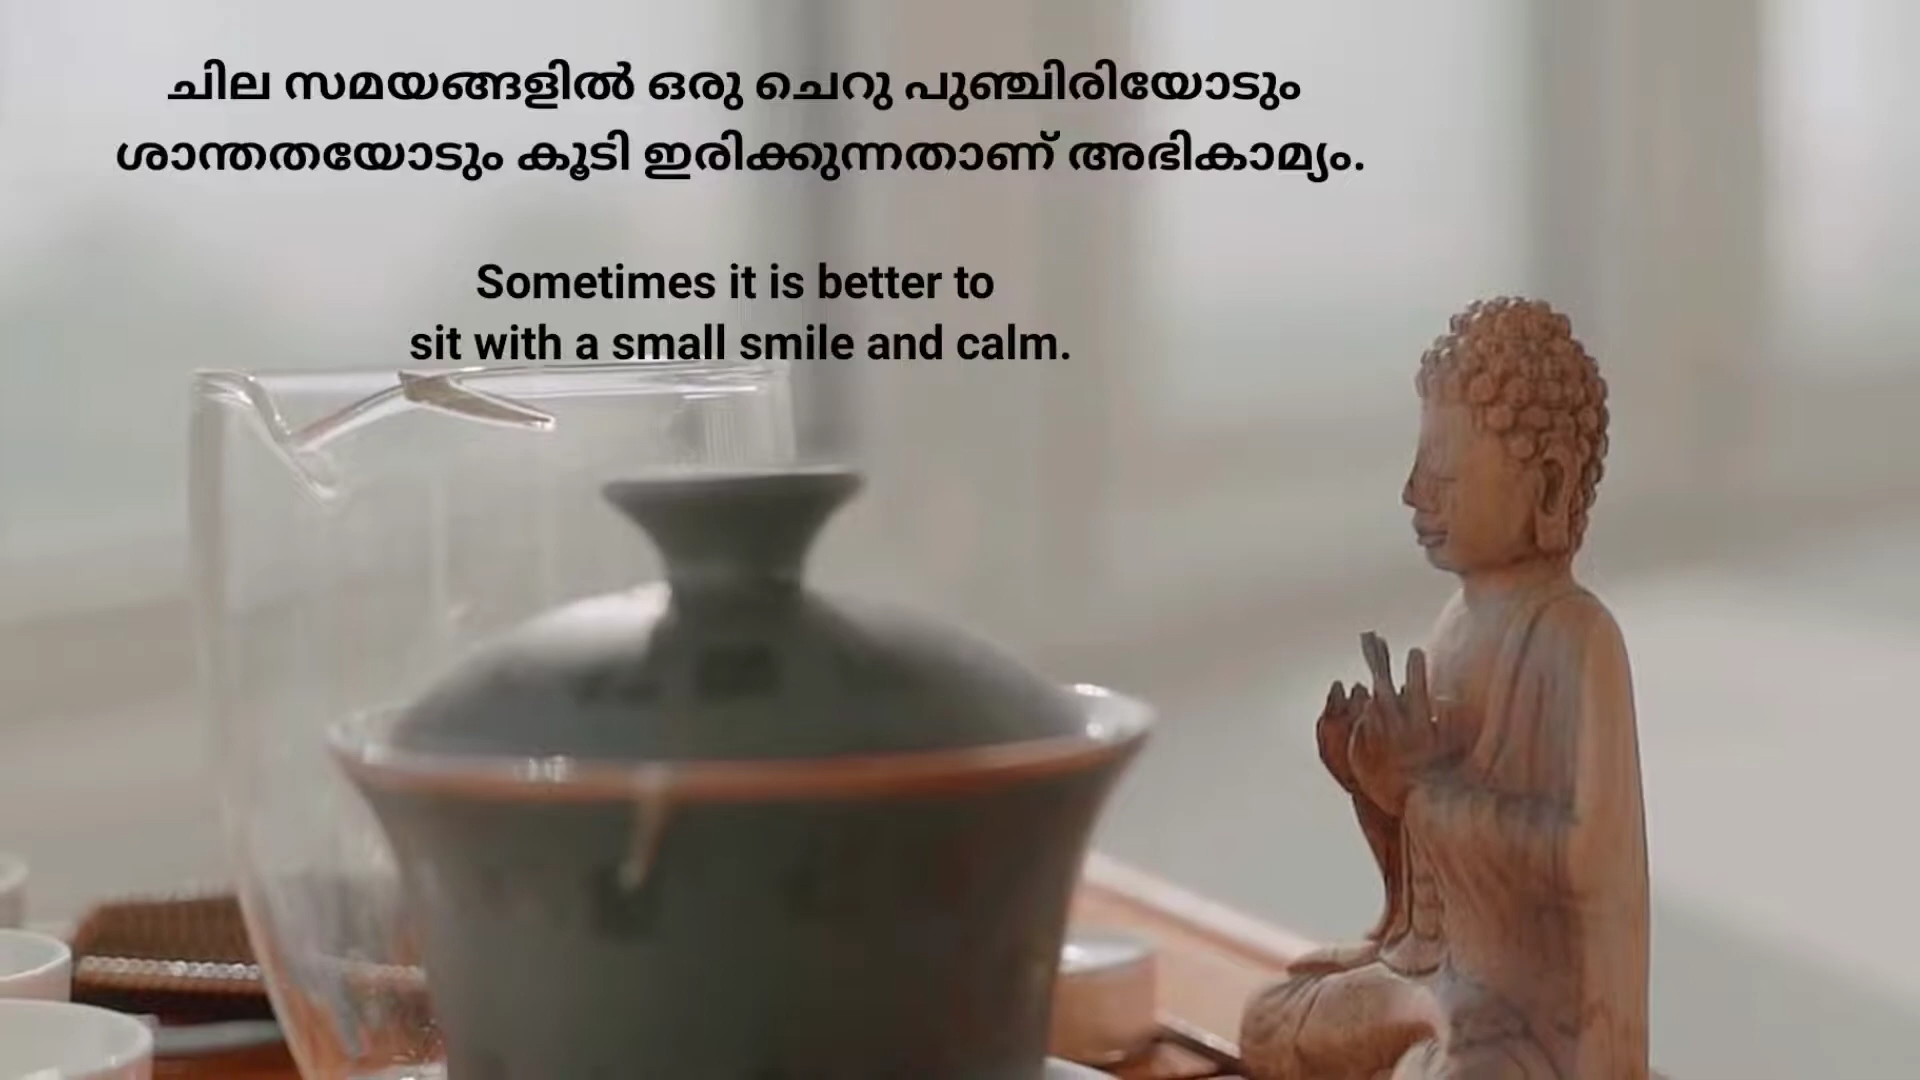 ചില സമയങ്ങളിൽ ഒരു ചെറു പുഞ്ചിരിയോടും
ശാന്തതയോടും കൂടി ഇരിക്കുന്നതാണ് അഭികാമ്യം.
Sometimes it is better to
sit with a small smile and calm.